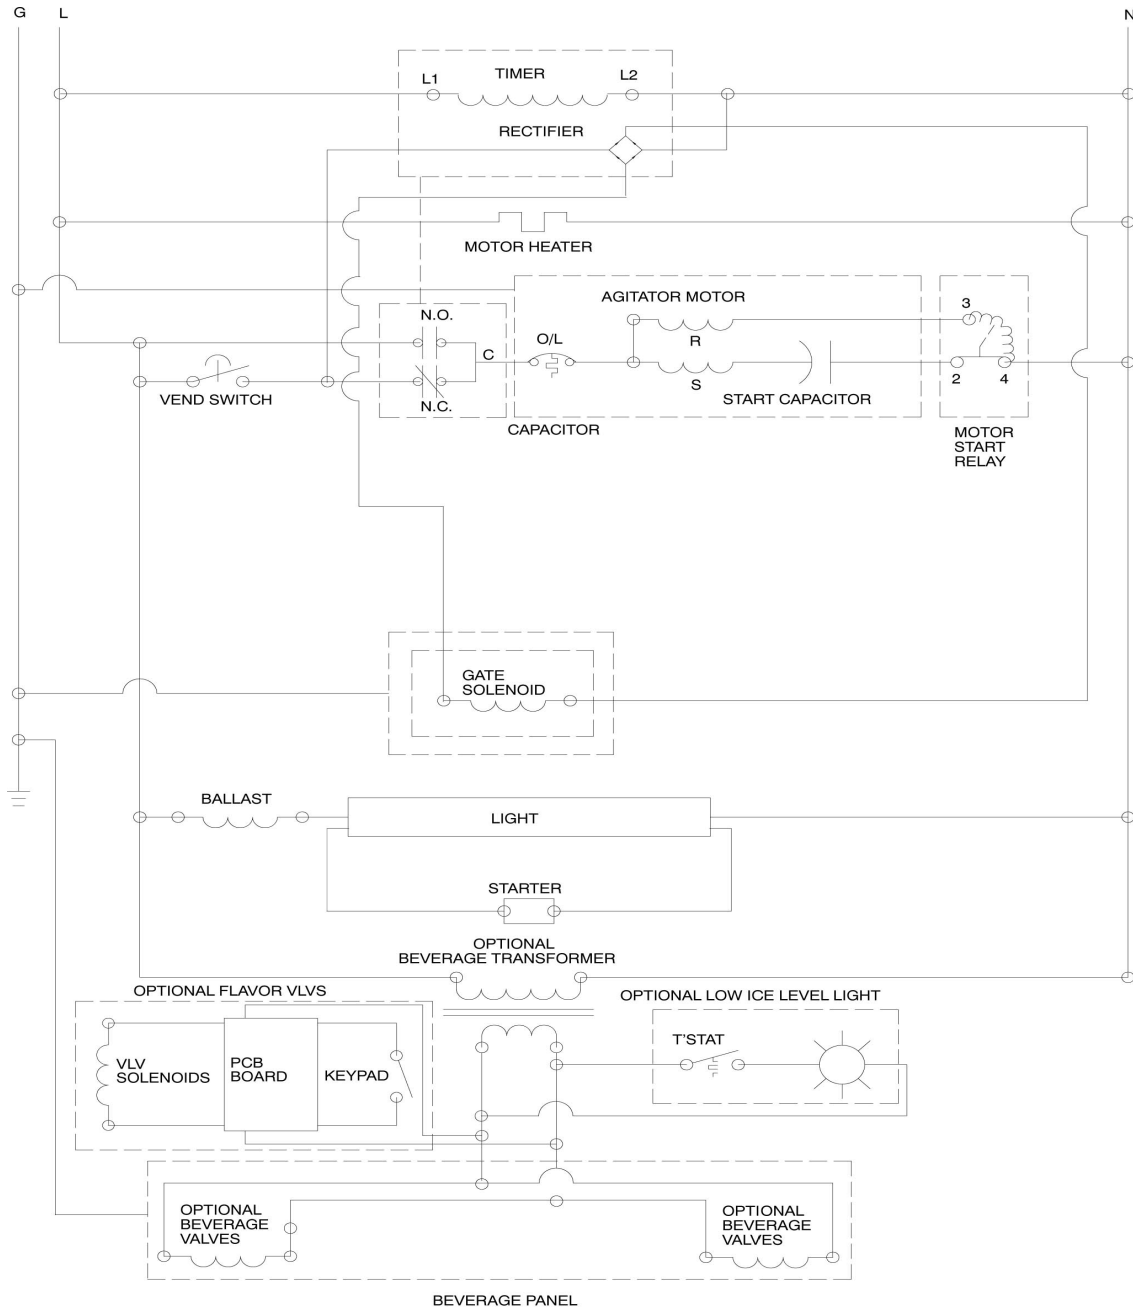 G
L
N
TIMER
L1
L2
RECTIFIER
MOTOR HEATER
AGITATOR MOTOR
3
N.O.
O/L
R
C
2
4
S
VEND SWITCH
START CAPACITOR
N.C.
CAPACITOR
MOTOR
START
RELAY
GATE
SOLENOID
BALLAST
LIGHT
STARTER
OPTIONAL
BEVERAGE TRANSFORMER
OPTIONAL FLAVOR VLVS
OPTIONAL LOW ICE LEVEL LIGHT
T'STAT
VLV
SOLENOIDS
PCB
BOARD
KEYPAD
OPTIONAL
BEVERAGE
VALVES
OPTIONAL
BEVERAGE
VALVES
BEVERAGE PANEL